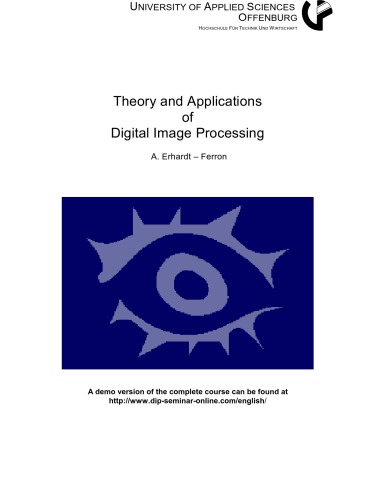 UNIVERSITY OF APPLIED SCIENCES
OFFENBURG
HOCHSCHULE FÜR TECHNIK UND WIRTSCHAFT
Theory and Applications
of
Digital Image Processing
A. Erhardt – Ferron
A demo version of the complete course can be found at
http://www.dip-seminar-online.com/english/